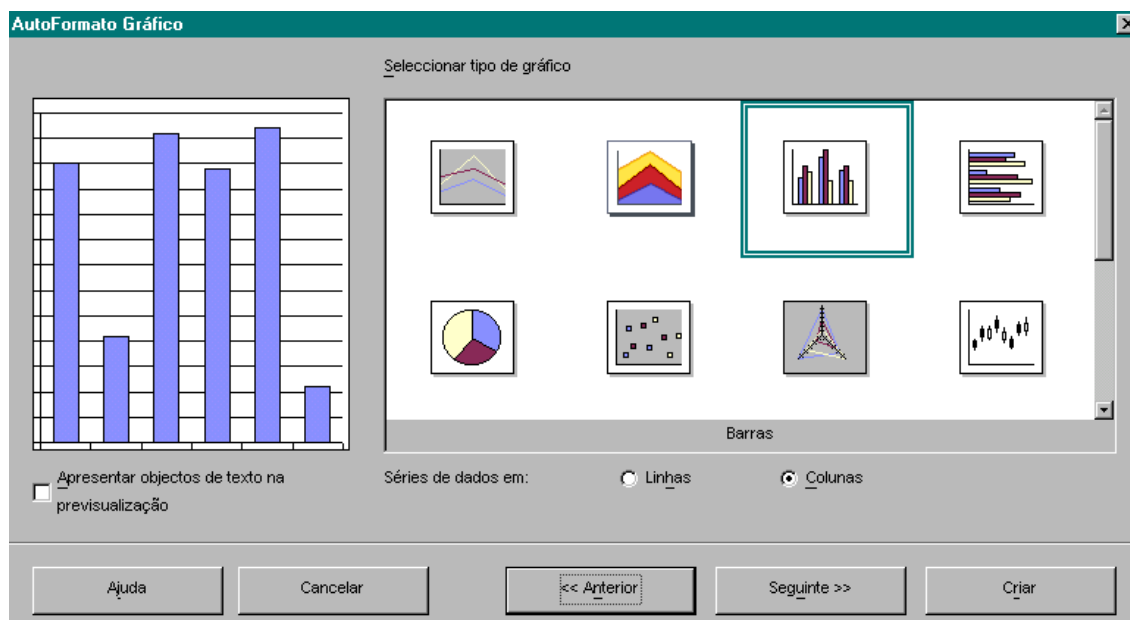 AutoFormato Gráfico
Seleccionar tipo de gráfico
Barras
Apresentar objectos de texto na
previsualização
Séries de dados em:
Linhas
Colunas
Ajuda
Cancelar
<< Anterior
Seguinte >>
Criar